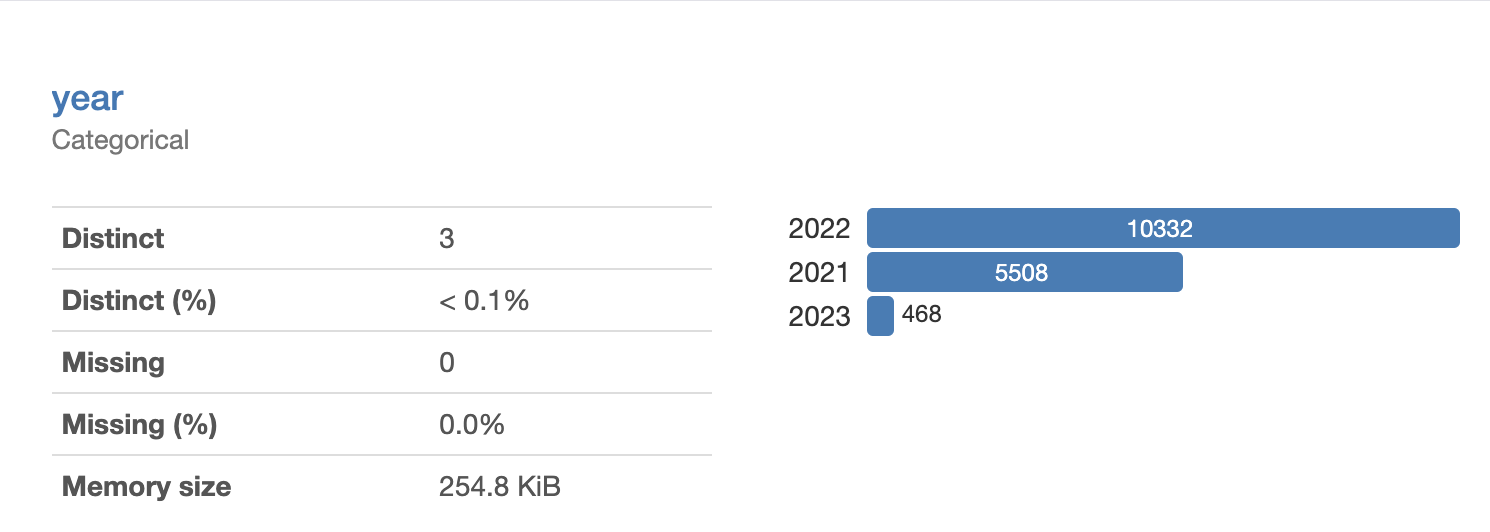 year
Categorical
Distinct 3
Distinct (%) < 0.1%
Missing 0
Missing (%) 0.0%
Memory size 254.8 KiB
2022 10332
2021 5508
2023 468